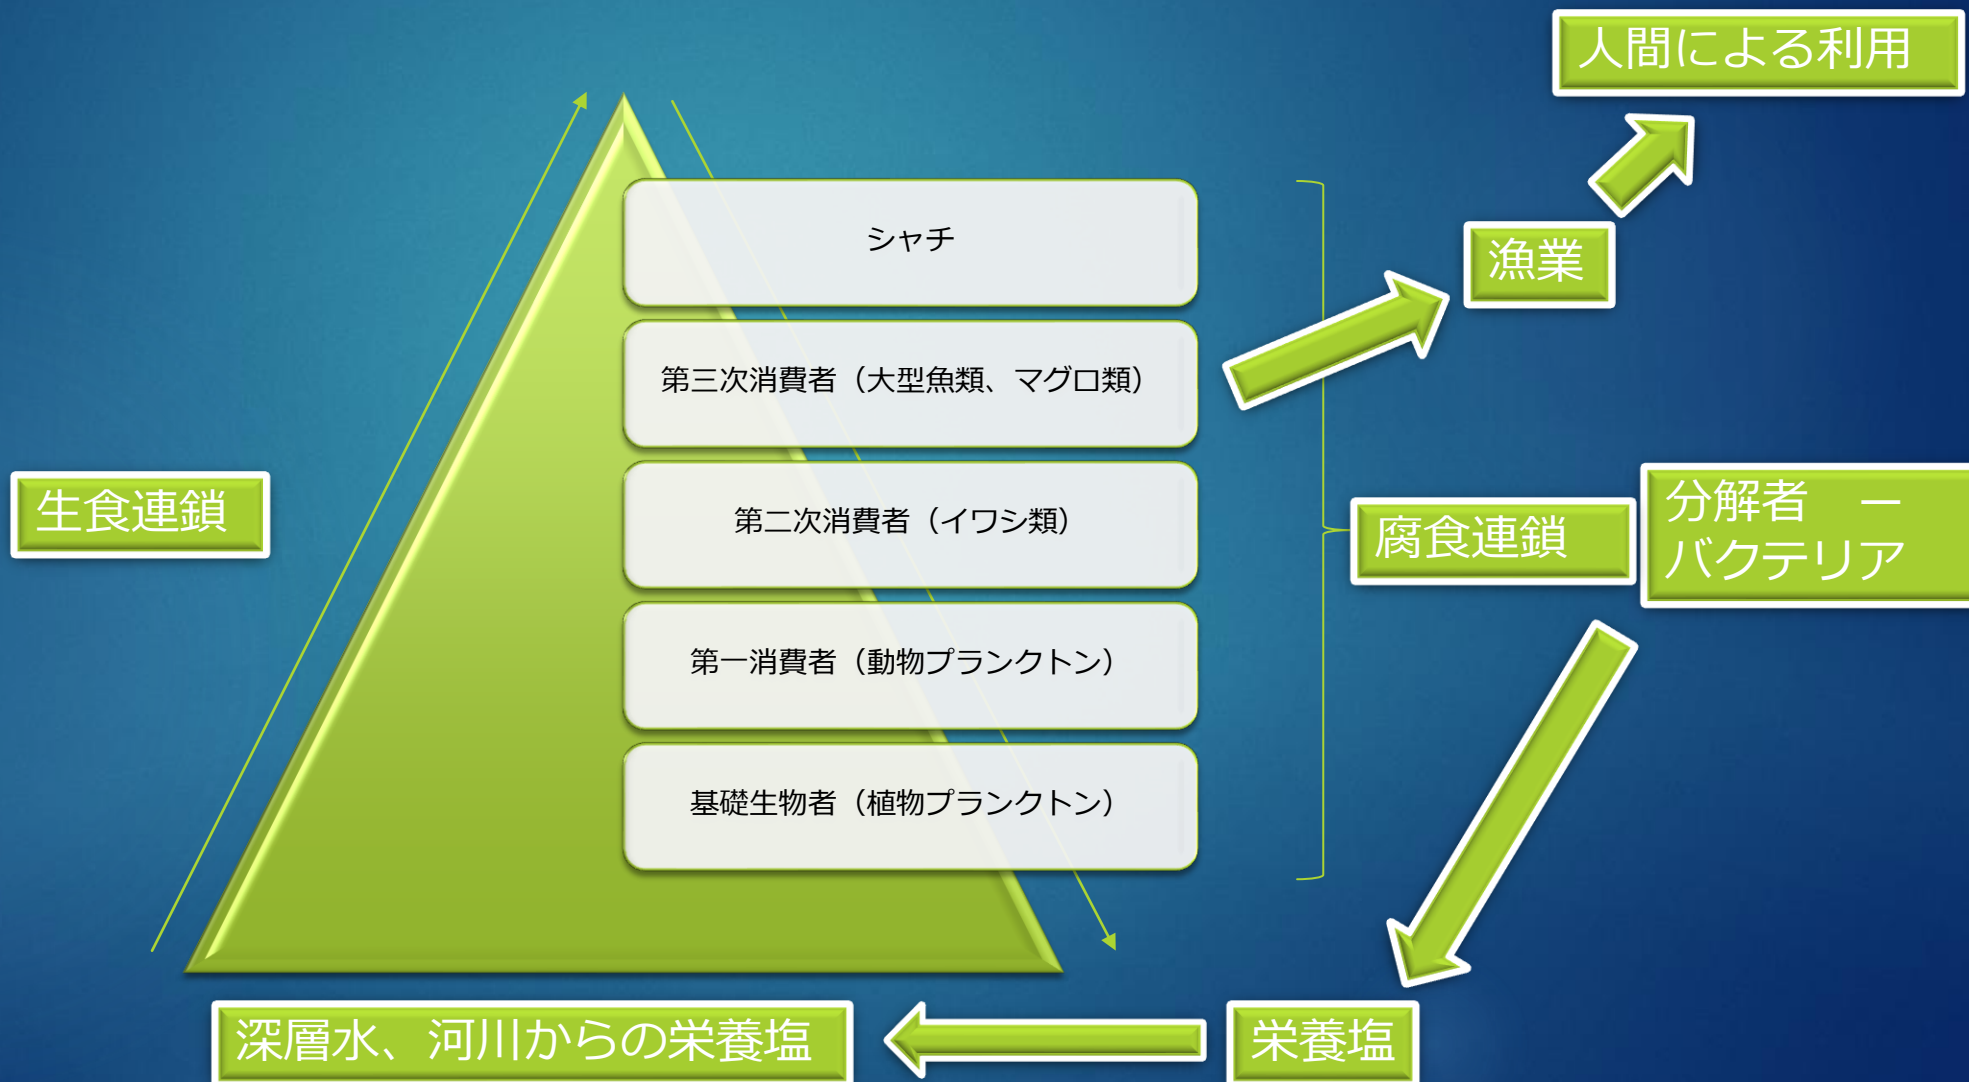 人間による利用
漁業
シャチ
第三次消費者（大型魚類、マグロ類）
第二次消費者（イワシ類）
第一消費者（動物プランクトン）
基礎生物者（植物プランクトン）
生食連鎖
腐食連鎖
分解者　ー
バクテリア
深層水、河川からの栄養塩
栄養塩